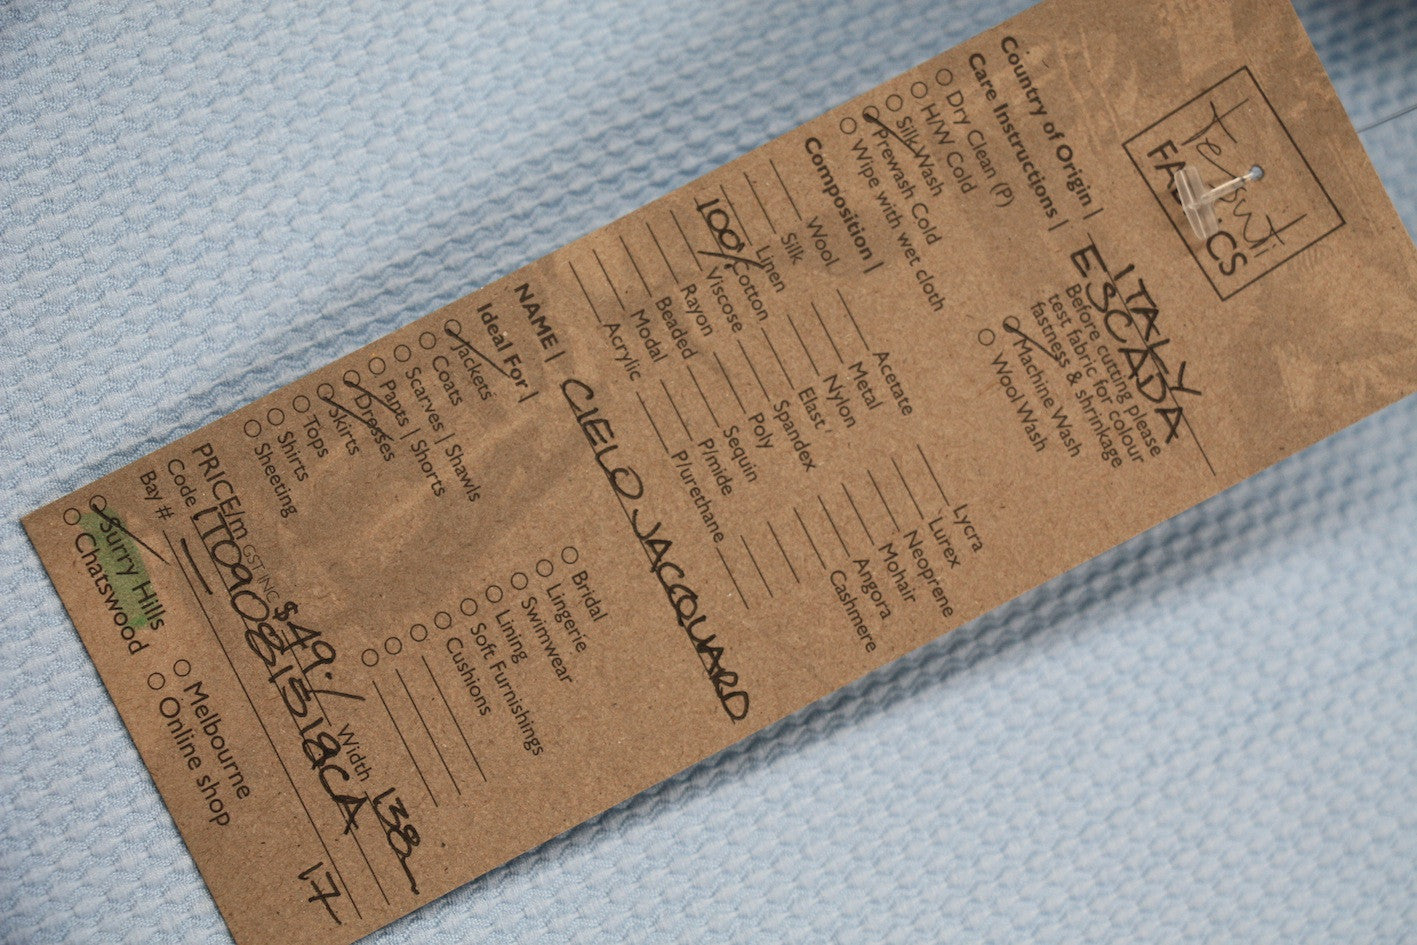 Tessuti
FABRICS
Country of Origin | ITALY
ESCADA
Care Instructions | Before cutting please
test fabric for colour
fastness & shrinkage
Dry Clean (P)
H/W Cold
Silk Wash
Prewash Cold
Wipe with wet cloth
Machine Wash
Wool Wash
Composition |
Wool Acetate Lycra
Silk Metal Lurex
Linen Nylon Neoprene
100% Cotton Elast. Mohair
Viscose Spandex Angora
Rayon Poly Cashmere
Beaded Sequin
Modal P/mide
Acrylic P/urethane
NAME | CIELO JACQUARD
Ideal For |
Jackets Bridal
Coats Lingerie
Scarves | Shawls Swimwear
Pants | Shorts Lining
Dresses Soft Furnishings
Skirts Cushions
Tops
Shirts
Sheeting
PRICE/m GST INC $49.- Width 138
Code
Bay # 17
Surry Hills Melbourne
Chatswood Online shop